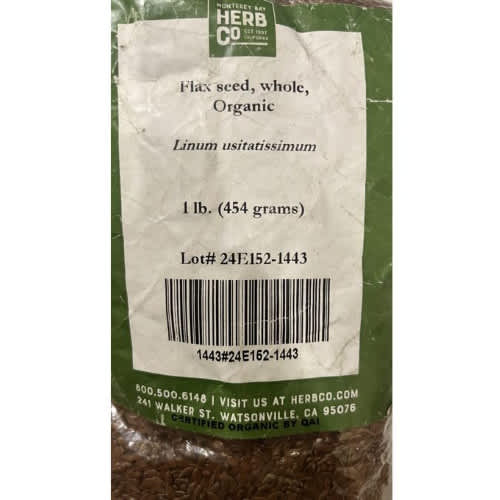 MONTEREY BAY
HERB
CO
EST 1997
CALIFORNIA
Flax seed, whole,
Organic
Linum usitatissimum
1 lb. (454 grams)
Lot# 24E152-1443
1443#24E152-1443
800.500.6148 | VISIT US AT HERBCO.COM
241 WALKER ST. WATSONVILLE, CA 95076
CERTIFIED ORGANIC BY QAI